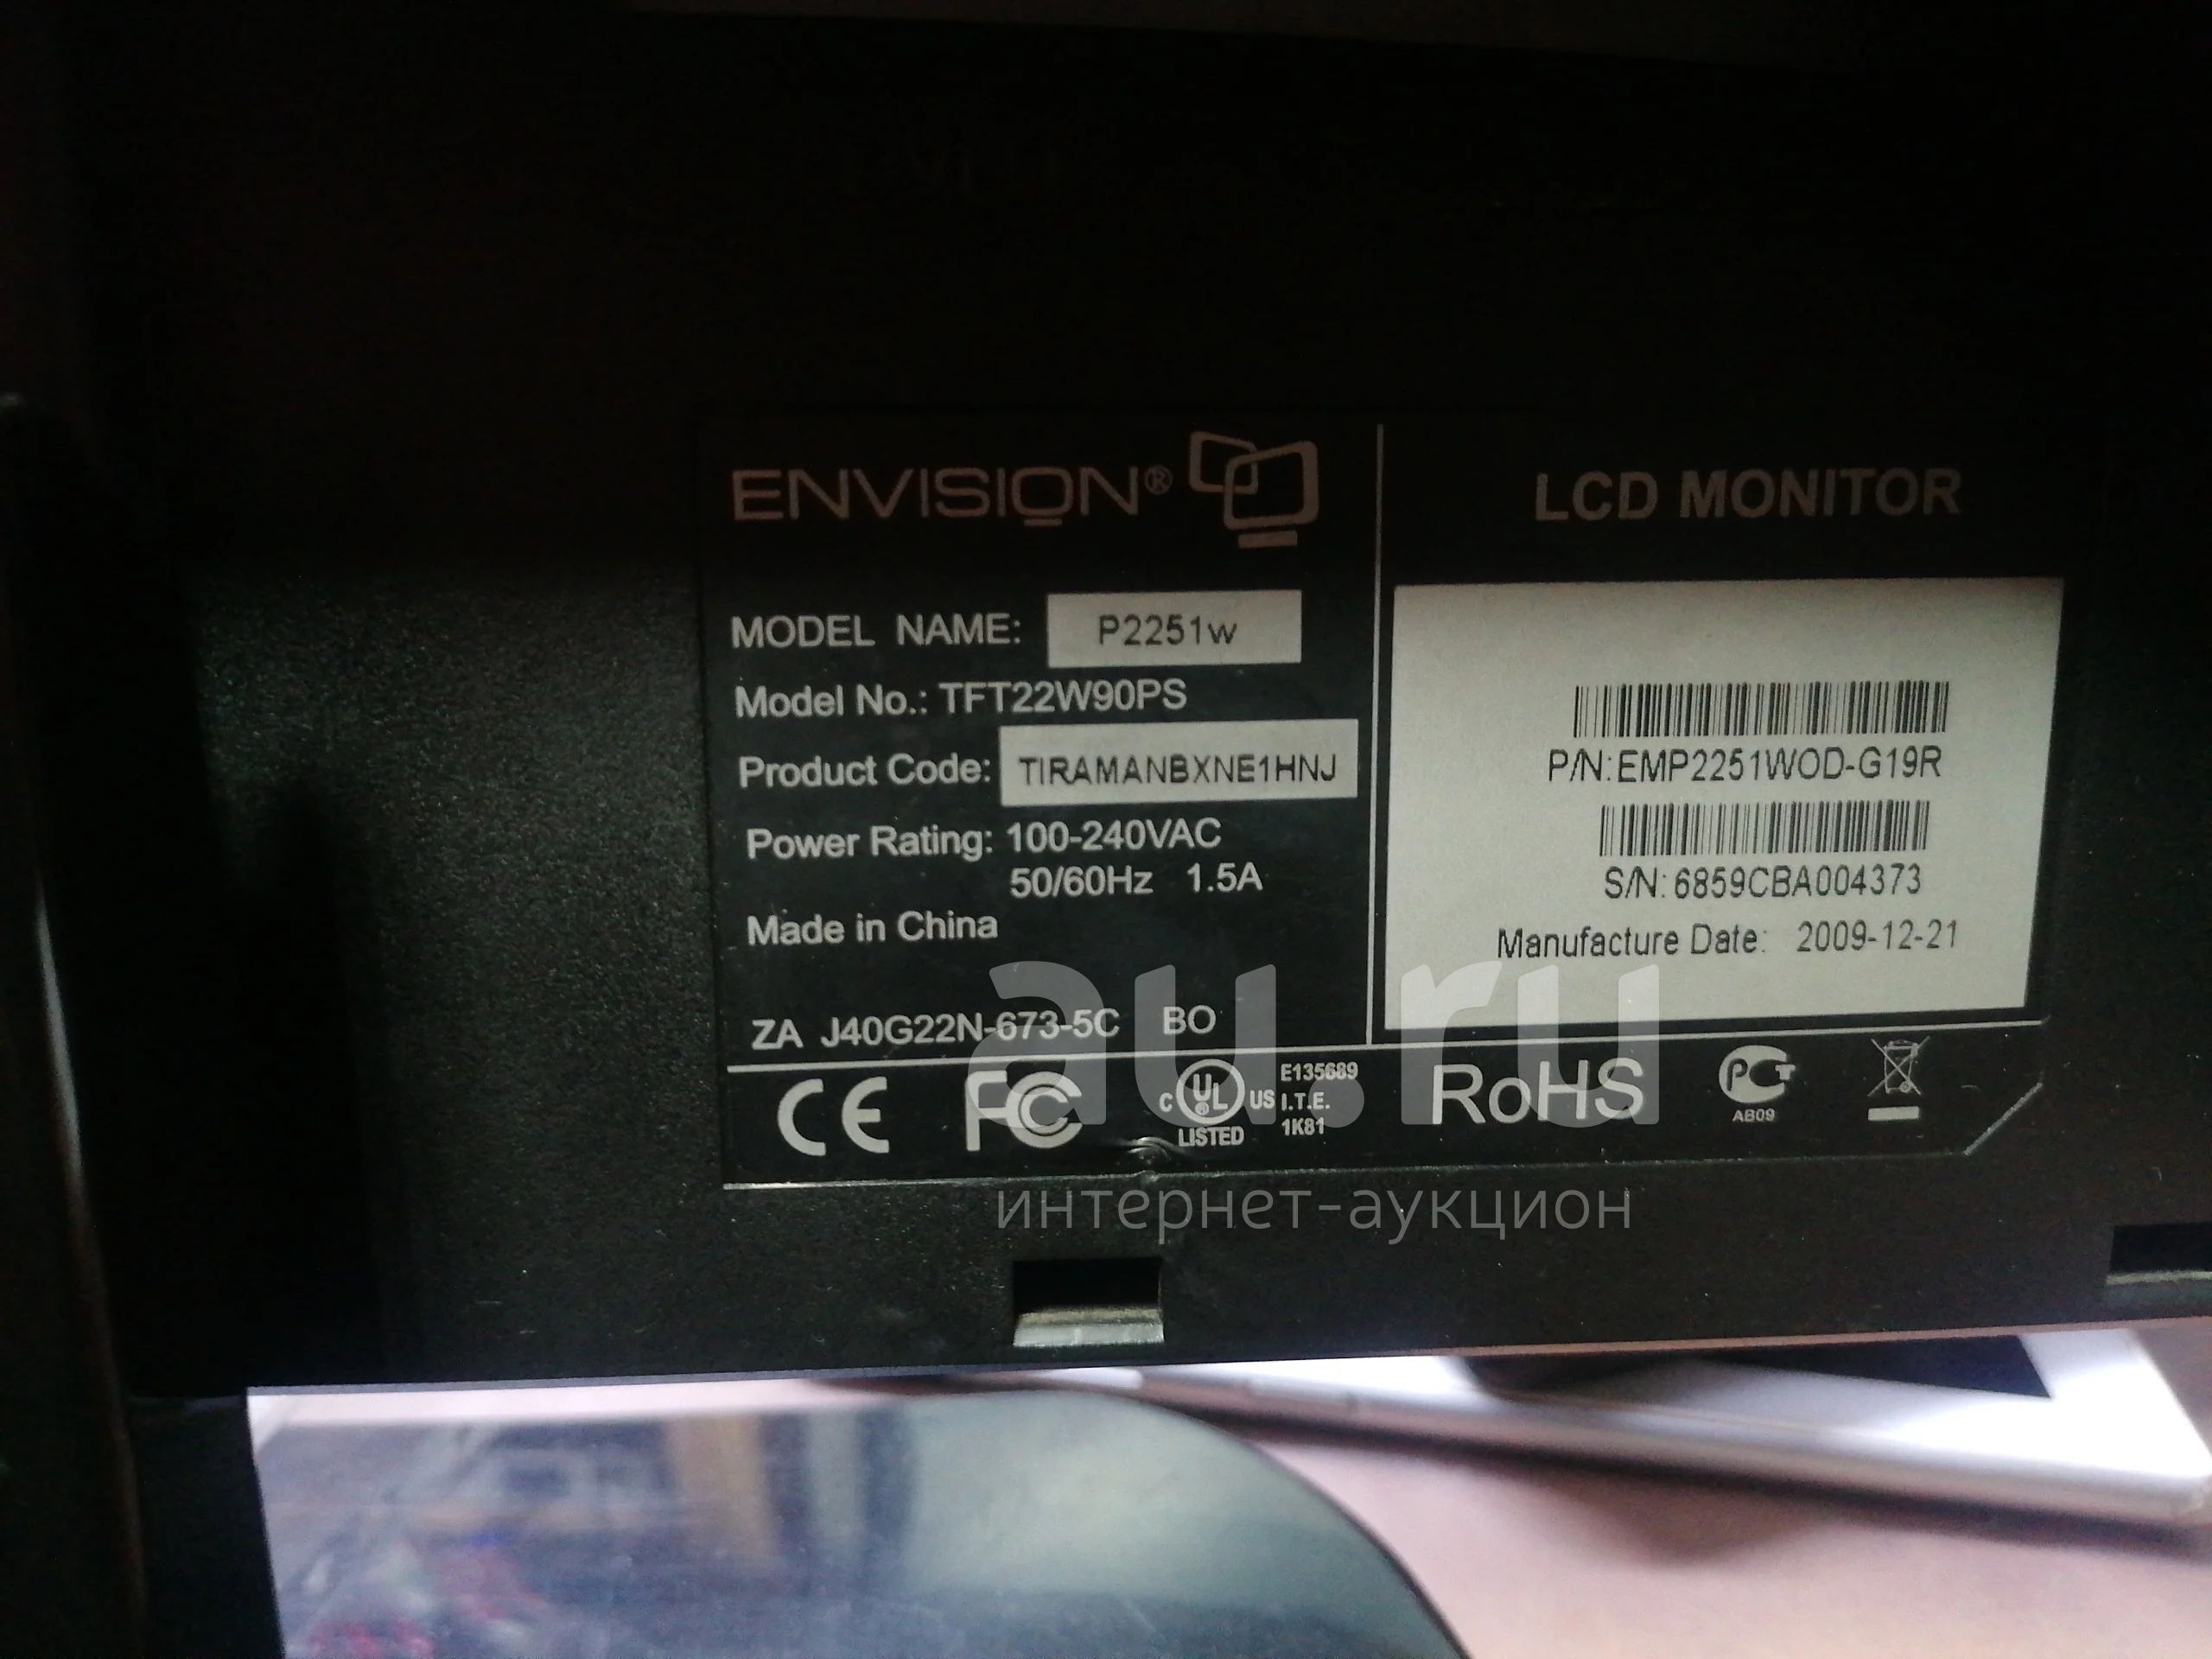 ENVISION®
MODEL NAME: P2251w
Model No.: TFT22W90PS
Product Code: TIRAMANBXNE1HNJ
Power Rating: 100-240VAC
50/60Hz 1.5A
Made in China
ZA J40G22N-673-5C BO
LCD MONITOR
P/N:EMP2251WOD-G19R
S/N:6859CBA004373
Manufacture Date: 2009-12-21
CE FC C UL ® US LISTED
E135689
I.T.E.
1K81
RoHS
РСТ
АВ09
au.ru
интернет-аукцион